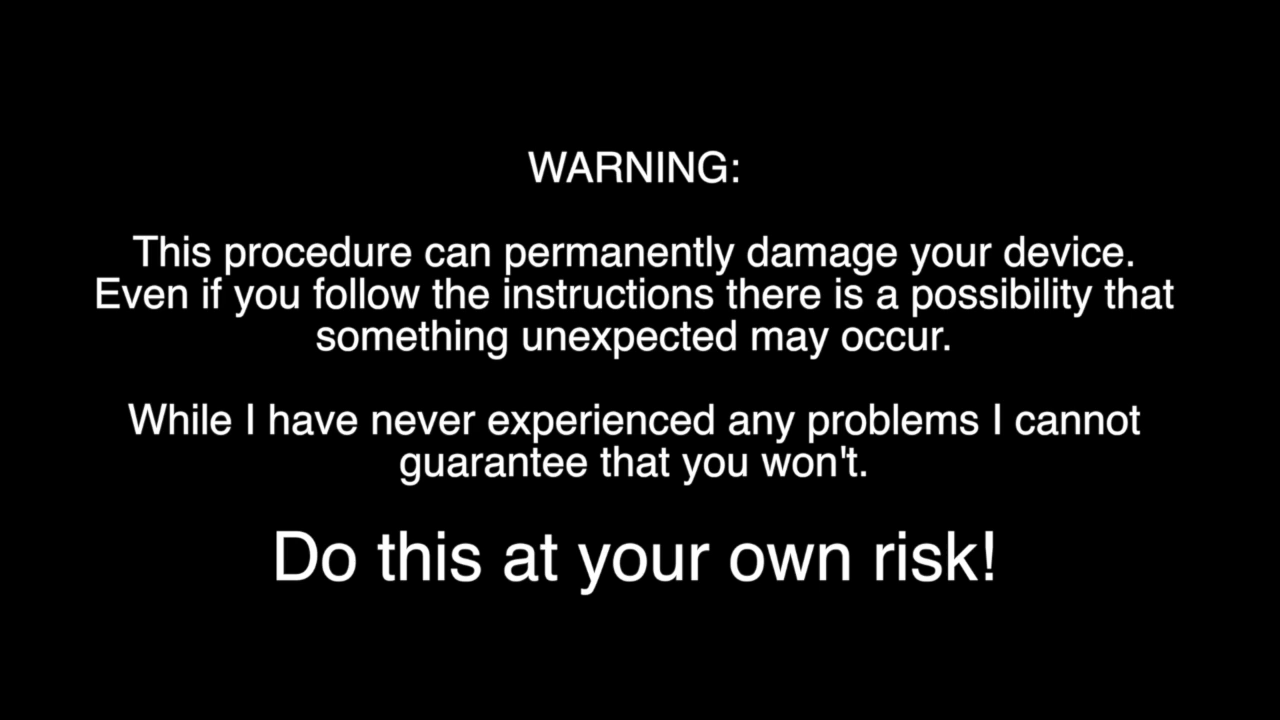 WARNING:
This procedure can permanently damage your device.
Even if you follow the instructions there is a possibility that
something unexpected may occur.
While I have never experienced any problems I cannot
guarantee that you won't.
Do this at your own risk!